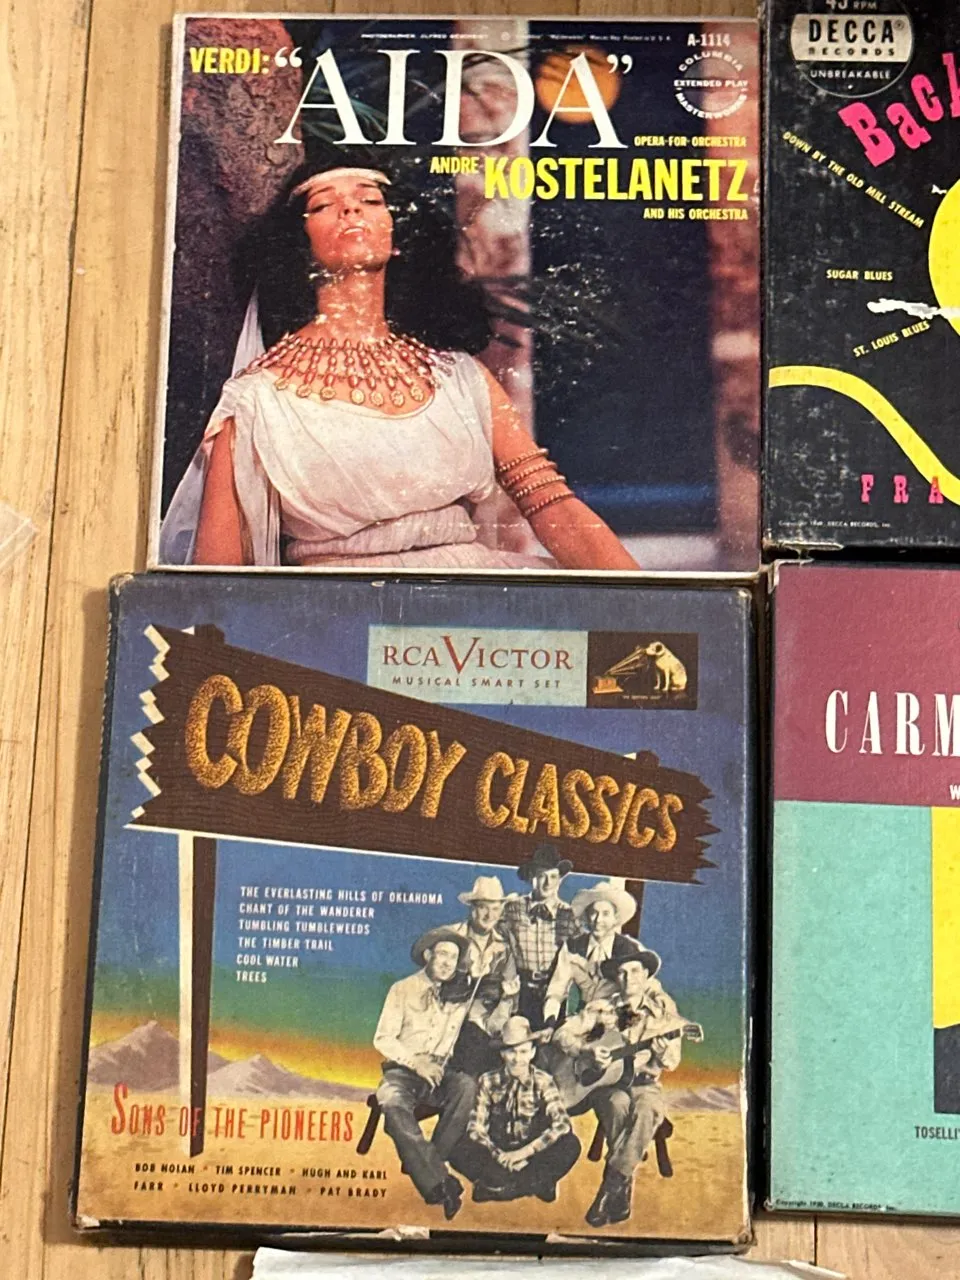 VERDI: “AIDA”
A-1114
COLUMBIA
EXTENDED PLAY
MASTERWORKS
OPERA-FOR-ORCHESTRA
ANDRE KOSTELANETZ
AND HIS ORCHESTRA
45 RPM
DECCA®
RECORDS
UNBREAKABLE
DOWN BY THE OLD MILL STREAM
SUGAR BLUES
ST. LOUIS BLUES
RCA VICTOR
MUSICAL SMART SET
COWBOY CLASSICS
THE EVERLASTING HILLS OF OKLAHOMA
CHANT OF THE WANDERER
TUMBLING TUMBLEWEEDS
THE TIMBER TRAIL
COOL WATER
TREES
SONS OF THE PIONEERS
BOB NOLAN • TIM SPENCER • HUGH AND KARL
FARR • LLOYD PERRYMAN • PAT BRADY
CARM
TOSELLI'